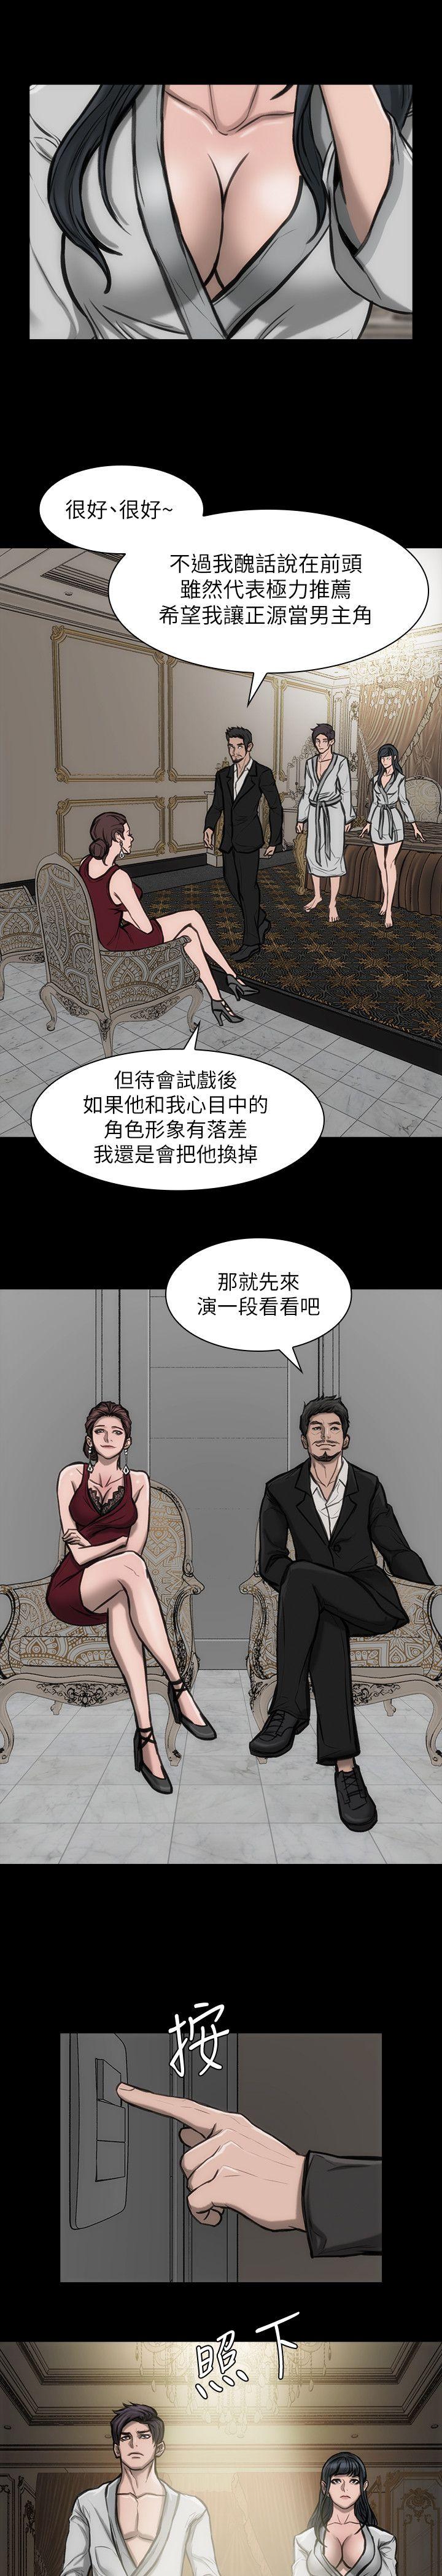 很好、很好~
不過我醜話說在前頭
雖然代表極力推薦
希望我讓正源當男主角
但待會試戲後
如果他和我心目中的
角色形象有落差
我還是會把他換掉
那就先來
演一段看看吧
按
照下